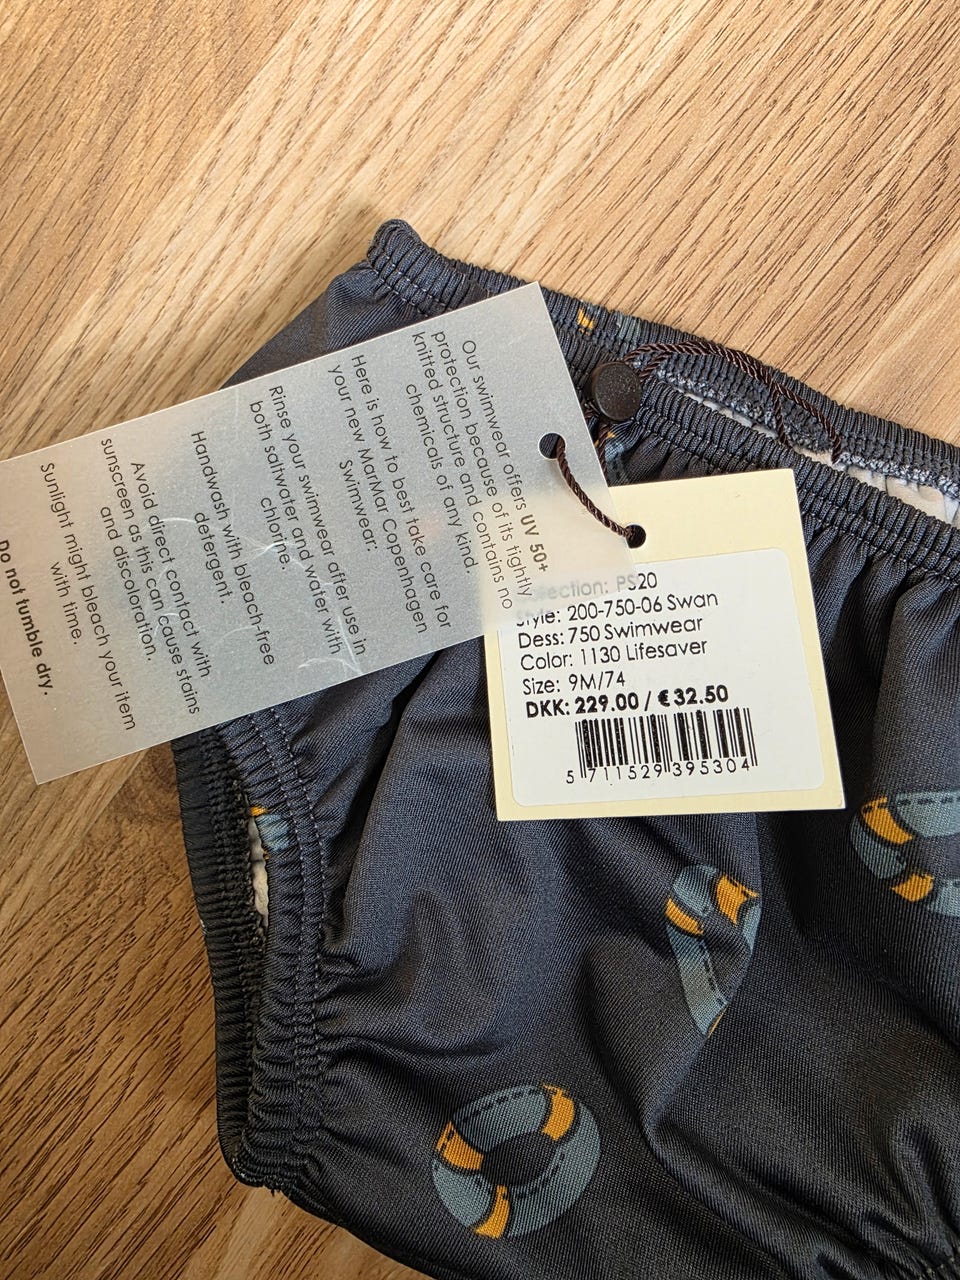 Our swimwear offers UV 50+
protection because of its tightly
knitted structure and contains no
chemicals of any kind.
Here is how to best take care for
your new MarMar Copenhagen
Swimwear:
Rinse your swimwear after use in
both saltwater and water with
chlorine.
Handwash with bleach-free
detergent.
Avoid direct contact with
sunscreen as this can cause stains
and discoloration.
Sunlight might bleach your item
with time.
Do not tumble dry.
Collection: PS20
Style: 200-750-06 Swan
Dess: 750 Swimwear
Color: 1130 Lifesaver
Size: 9M/74
DKK: 229.00 / € 32.50
5 711529 395304